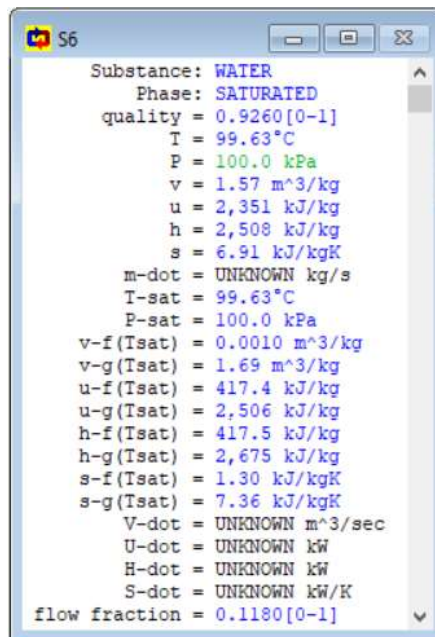 S6
Substance: WATER
Phase: SATURATED
quality = 0.9260[0-1]
T = 99.63°C
P = 100.0 kPa
v = 1.57 m^3/kg
u = 2,351 kJ/kg
h = 2,508 kJ/kg
s = 6.91 kJ/kgK
m-dot = UNKNOWN kg/s
T-sat = 99.63°C
P-sat = 100.0 kPa
v-f(Tsat) = 0.0010 m^3/kg
v-g(Tsat) = 1.69 m^3/kg
u-f(Tsat) = 417.4 kJ/kg
u-g(Tsat) = 2,506 kJ/kg
h-f(Tsat) = 417.5 kJ/kg
h-g(Tsat) = 2,675 kJ/kg
s-f(Tsat) = 1.30 kJ/kgK
s-g(Tsat) = 7.36 kJ/kgK
V-dot = UNKNOWN m^3/sec
U-dot = UNKNOWN kW
H-dot = UNKNOWN kW
S-dot = UNKNOWN kW/K
flow fraction = 0.1180[0-1]